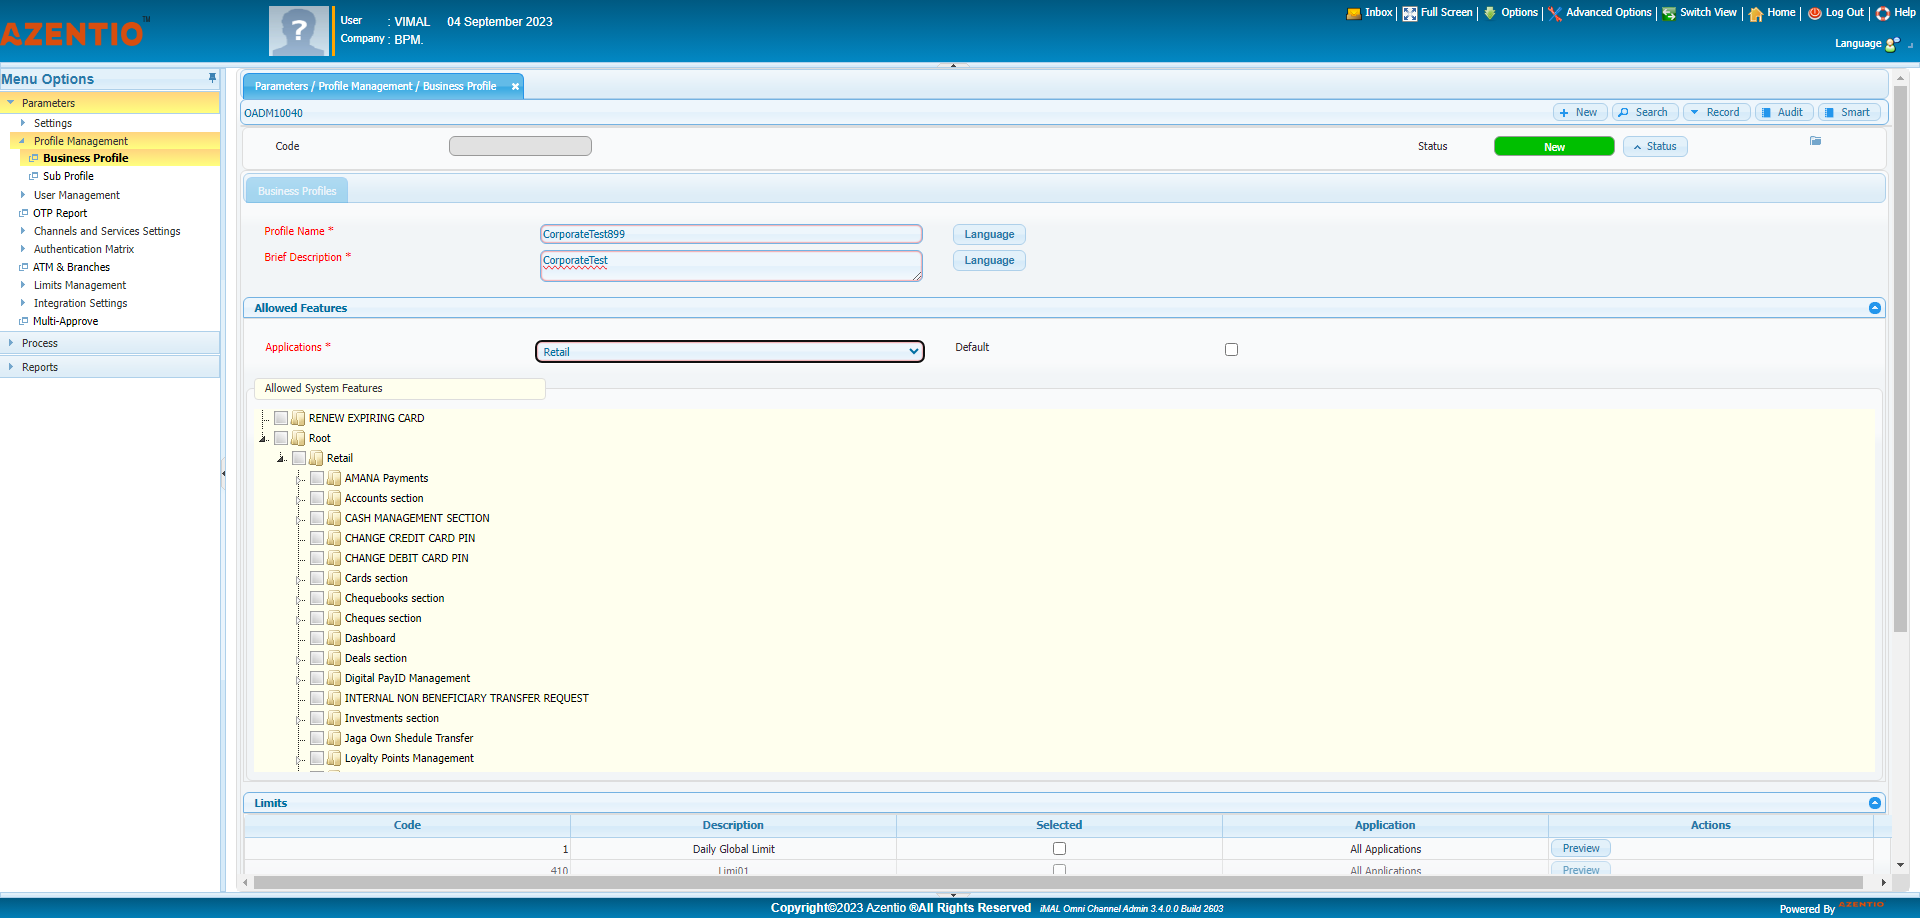 AZENTIO™
User : VIMAL 04 September 2023
Company : BPM.
Inbox Full Screen Options Advanced Options Switch View Home Log Out Help
Language
Menu Options
Parameters
Settings
Profile Management
Business Profile
Sub Profile
User Management
OTP Report
Channels and Services Settings
Authentication Matrix
ATM & Branches
Limits Management
Integration Settings
Multi-Approve
Process
Reports
Parameters / Profile Management / Business Profile
OADM10040
New Search Record Audit Smart
Code Status New Status
Business Profiles
Profile Name * CorporateTest899 Language
Brief Description * CorporateTest Language
Allowed Features
Applications * Retail Default
Allowed System Features
RENEW EXPIRING CARD
Root
Retail
AMANA Payments
Accounts section
CASH MANAGEMENT SECTION
CHANGE CREDIT CARD PIN
CHANGE DEBIT CARD PIN
Cards section
Chequebooks section
Cheques section
Dashboard
Deals section
Digital PayID Management
INTERNAL NON BENEFICIARY TRANSFER REQUEST
Investments section
Jaga Own Shedule Transfer
Loyalty Points Management
Limits
Code Description Selected Application Actions
1 Daily Global Limit All Applications Preview
410 Limi01 All Applications Preview
Copyright©2023 Azentio ®All Rights Reserved iMAL Omni Channel Admin 3.4.0.0 Build 2603
Powered By AZENTIO